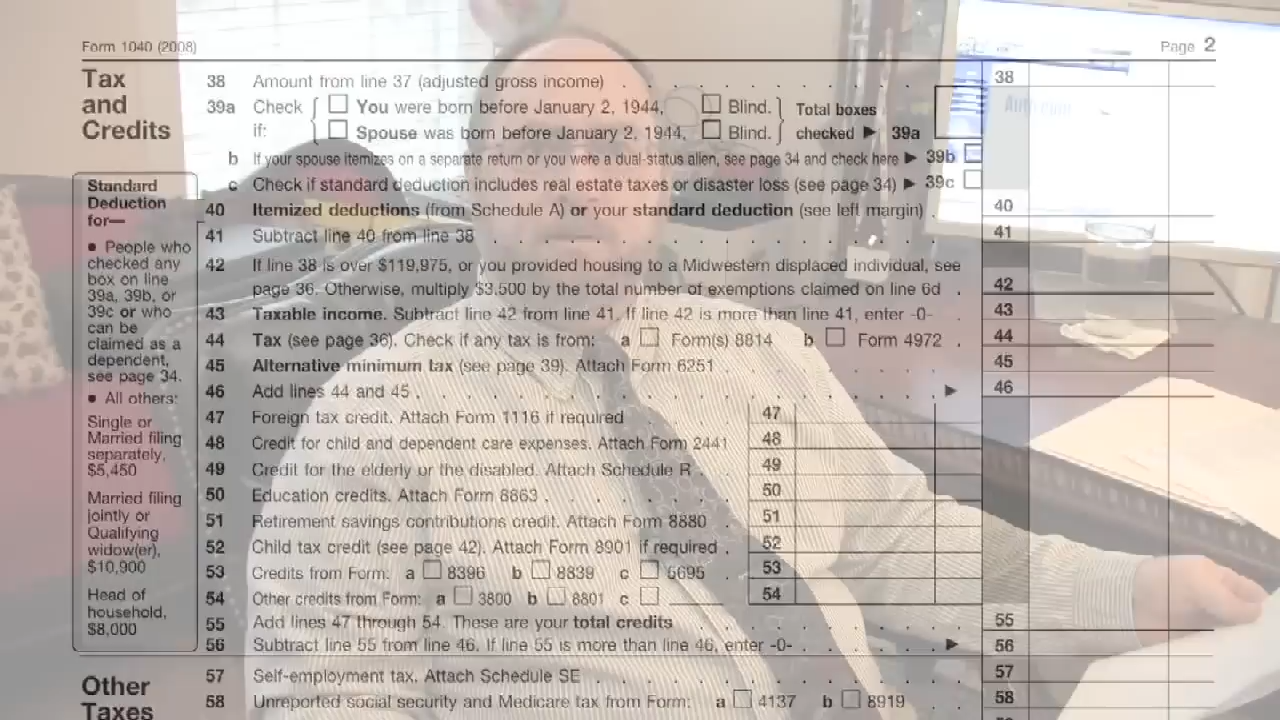 Form 1040 (2008) Page 2
Tax and Credits
38 Amount from line 37 (adjusted gross income) . . . . . . 38
39a Check if: { You were born before January 2, 1944, Blind. } Total boxes
Spouse was born before January 2, 1944, Blind. checked ▶ 39a
b If your spouse itemizes on a separate return or you were a dual-status alien, see page 34 and check here ▶ 39b
c Check if standard deduction includes real estate taxes or disaster loss (see page 34) ▶ 39c
Standard Deduction for—
• People who checked any box on line 39a, 39b, or 39c or who can be claimed as a dependent, see page 34.
• All others:
Single or Married filing separately, $5,450
Married filing jointly or Qualifying widow(er), $10,900
Head of household, $8,000
40 Itemized deductions (from Schedule A) or your standard deduction (see left margin) . 40
41 Subtract line 40 from line 38 . . . . . . 41
42 If line 38 is over $119,975, or you provided housing to a Midwestern displaced individual, see
page 36. Otherwise, multiply $3,500 by the total number of exemptions claimed on line 6d . 42
43 Taxable income. Subtract line 42 from line 41. If line 42 is more than line 41, enter -0- 43
44 Tax (see page 36). Check if any tax is from: a Form(s) 8814 b Form 4972 . 44
45 Alternative minimum tax (see page 39). Attach Form 6251 . . . . . . 45
46 Add lines 44 and 45 . . . . . . ▶ 46
47 Foreign tax credit. Attach Form 1116 if required . . . . 47
48 Credit for child and dependent care expenses. Attach Form 2441 48
49 Credit for the elderly or the disabled. Attach Schedule R . 49
50 Education credits. Attach Form 8863 . . . . . . 50
51 Retirement savings contributions credit. Attach Form 8880 . 51
52 Child tax credit (see page 42). Attach Form 8901 if required . 52
53 Credits from Form: a 8396 b 8839 c 5695 53
54 Other credits from Form: a 3800 b 8801 c 54
55 Add lines 47 through 54. These are your total credits . . . . . . 55
56 Subtract line 55 from line 46. If line 55 is more than line 46, enter -0- . . . . ▶ 56
Other Taxes
57 Self-employment tax. Attach Schedule SE . . . . . . 57
58 Unreported social security and Medicare tax from Form: a 4137 b 8919 . . 58